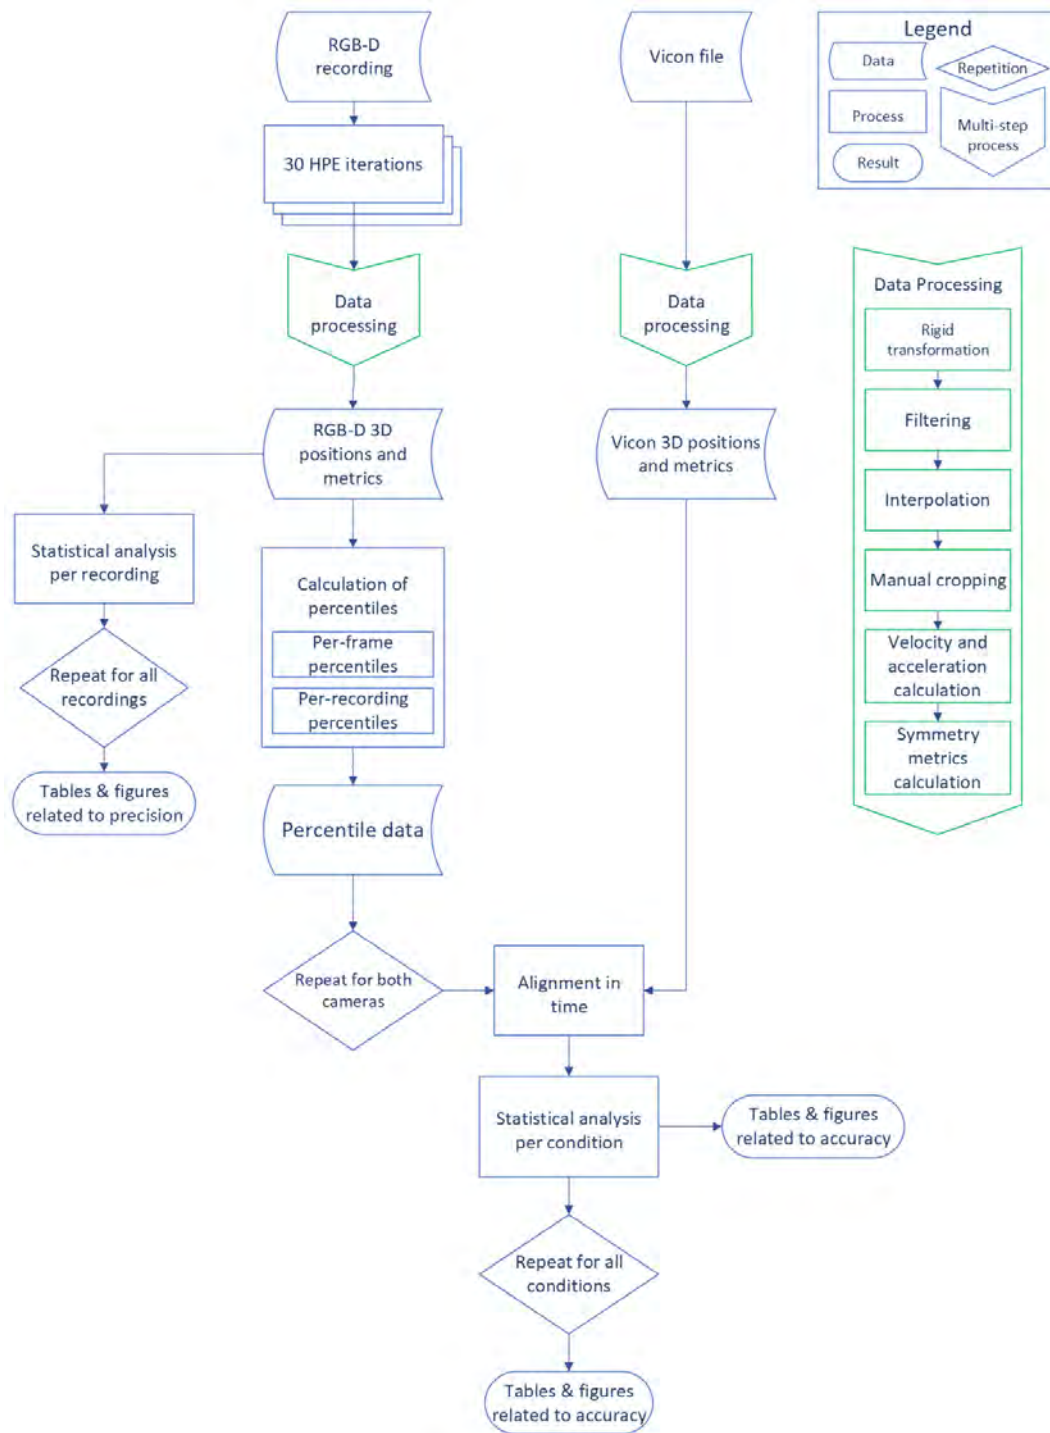 RGB-D
recording
Vicon file
Legend
Data
Repetition
Process
Multi-step
process
Result
30 HPE iterations
Data
processing
Data
processing
Data Processing
Rigid
transformation
Filtering
Interpolation
Manual cropping
Velocity and
acceleration
calculation
Symmetry
metrics
calculation
RGB-D 3D
positions and
metrics
Vicon 3D positions
and metrics
Statistical analysis
per recording
Calculation of
percentiles
Per-frame
percentiles
Per-recording
percentiles
Repeat for all
recordings
Tables & figures
related to precision
Percentile data
Repeat for both
cameras
Alignment in
time
Statistical analysis
per condition
Tables & figures
related to accuracy
Repeat for all
conditions
Tables & figures
related to accuracy